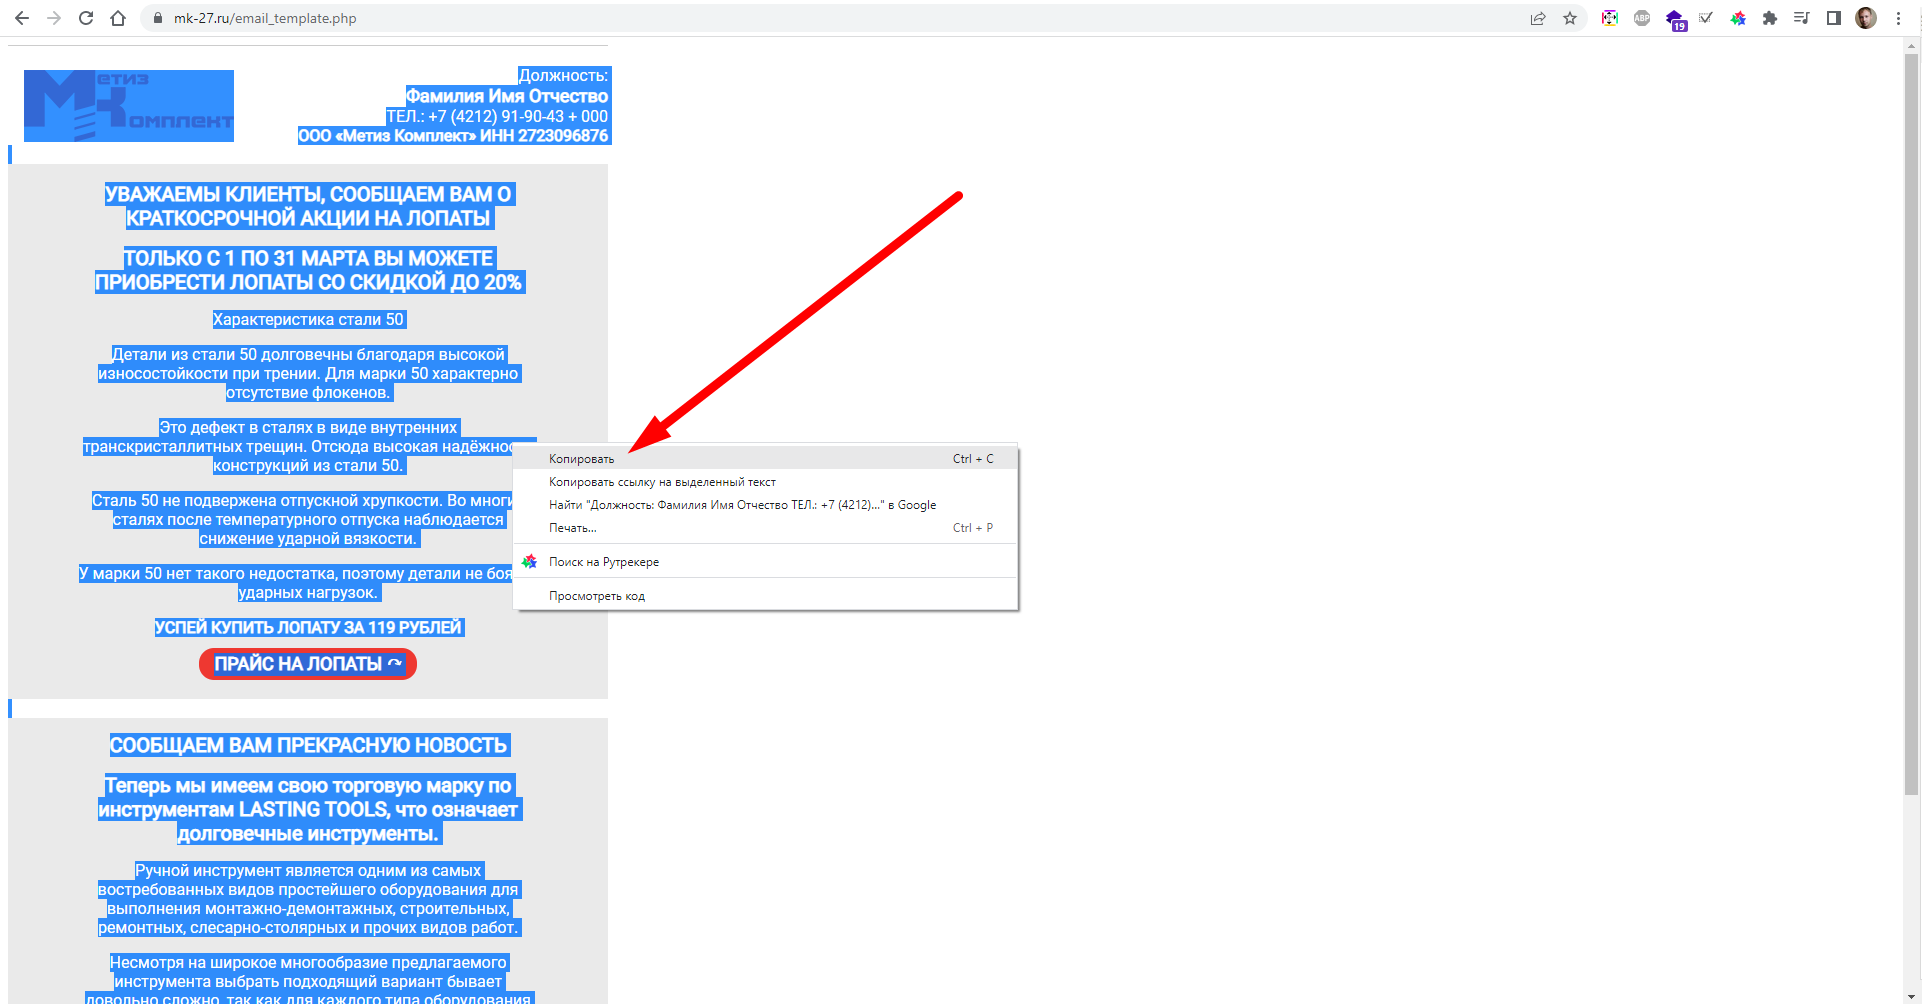 mk-27.ru/email_template.php
ABP
19
Метиз
Комплект
Должность:
Фамилия Имя Отчество
ТЕЛ.: +7 (4212) 91-90-43 + 000
ООО «Метиз Комплект» ИНН 2723096876
УВАЖАЕМЫ КЛИЕНТЫ, СООБЩАЕМ ВАМ О
КРАТКОСРОЧНОЙ АКЦИИ НА ЛОПАТЫ
ТОЛЬКО С 1 ПО 31 МАРТА ВЫ МОЖЕТЕ
ПРИОБРЕСТИ ЛОПАТЫ СО СКИДКОЙ ДО 20%
Характеристика стали 50
Детали из стали 50 долговечны благодаря высокой
износостойкости при трении. Для марки 50 характерно
отсутствие флокенов.
Это дефект в сталях в виде внутренних
транскристаллитных трещин. Отсюда высокая надёжнос
конструкций из стали 50.
Сталь 50 не подвержена отпускной хрупкости. Во многи
сталях после температурного отпуска наблюдается
снижение ударной вязкости.
У марки 50 нет такого недостатка, поэтому детали не боя
ударных нагрузок.
УСПЕЙ КУПИТЬ ЛОПАТУ ЗА 119 РУБЛЕЙ
ПРАЙС НА ЛОПАТЫ ↷
Копировать Ctrl + C
Копировать ссылку на выделенный текст
Найти "Должность: Фамилия Имя Отчество ТЕЛ.: +7 (4212)..." в Google
Печать... Ctrl + P
Поиск на Рутрекере
Просмотреть код
СООБЩАЕМ ВАМ ПРЕКРАСНУЮ НОВОСТЬ
Теперь мы имеем свою торговую марку по
инструментам LASTING TOOLS, что означает
долговечные инструменты.
Ручной инструмент является одним из самых
востребованных видов простейшего оборудования для
выполнения монтажно-демонтажных, строительных,
ремонтных, слесарно-столярных и прочих видов работ.
Несмотря на широкое многообразие предлагаемого
инструмента выбрать подходящий вариант бывает
довольно сложно, так как для каждого типа оборудования